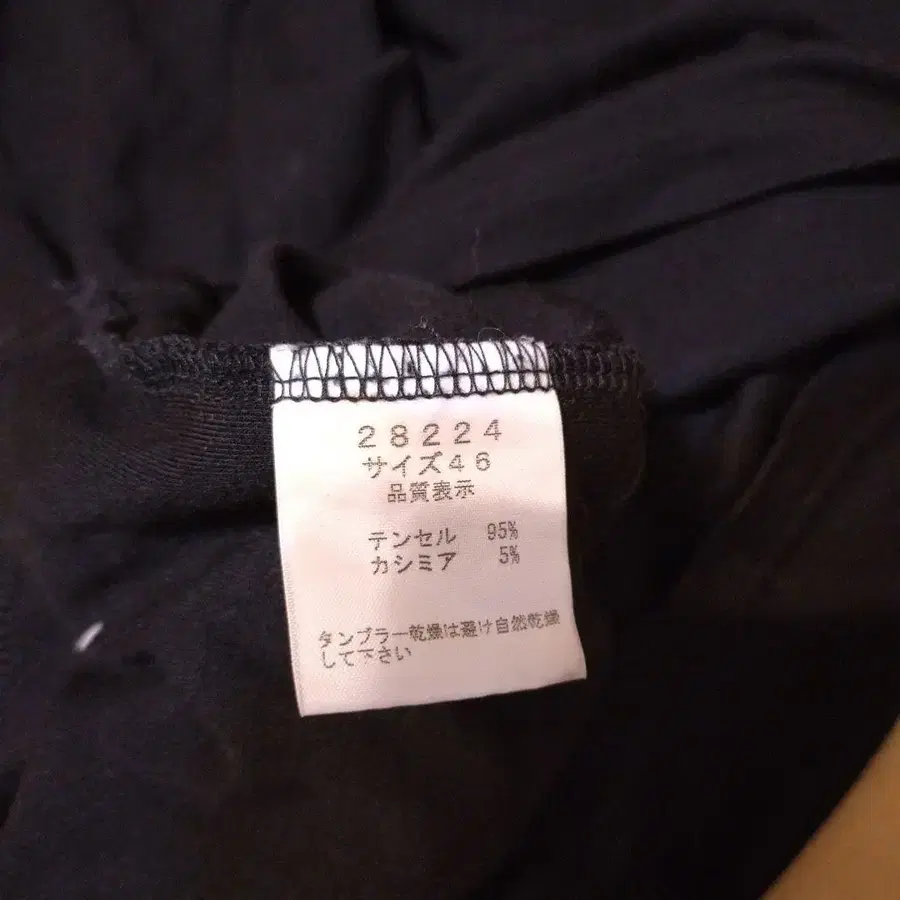 28224
サイズ46
品質表示
テンセル 95%
カシミア 5%
タンブラー乾燥は避け自然乾燥
して下さい